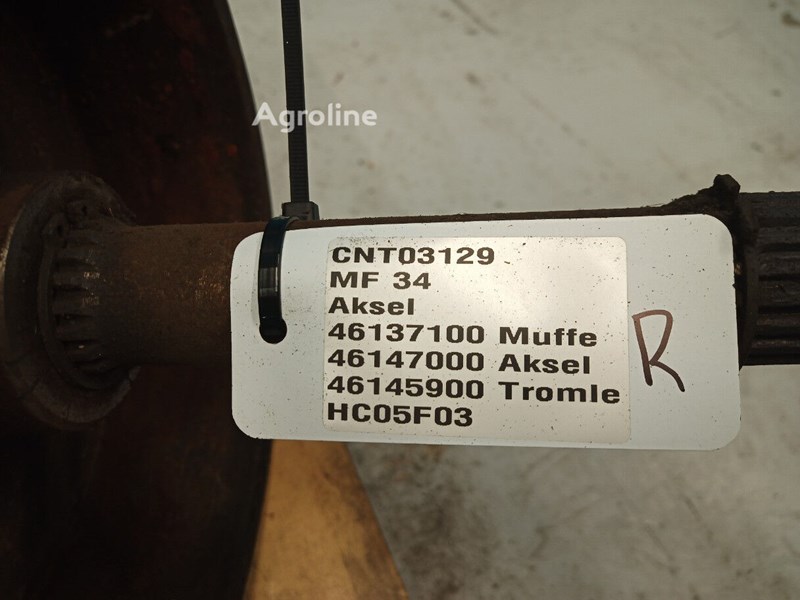 Agroline
CNT03129
MF 34
Aksel
46137100 Muffe
46147000 Aksel
46145900 Tromle
HC05F03
R